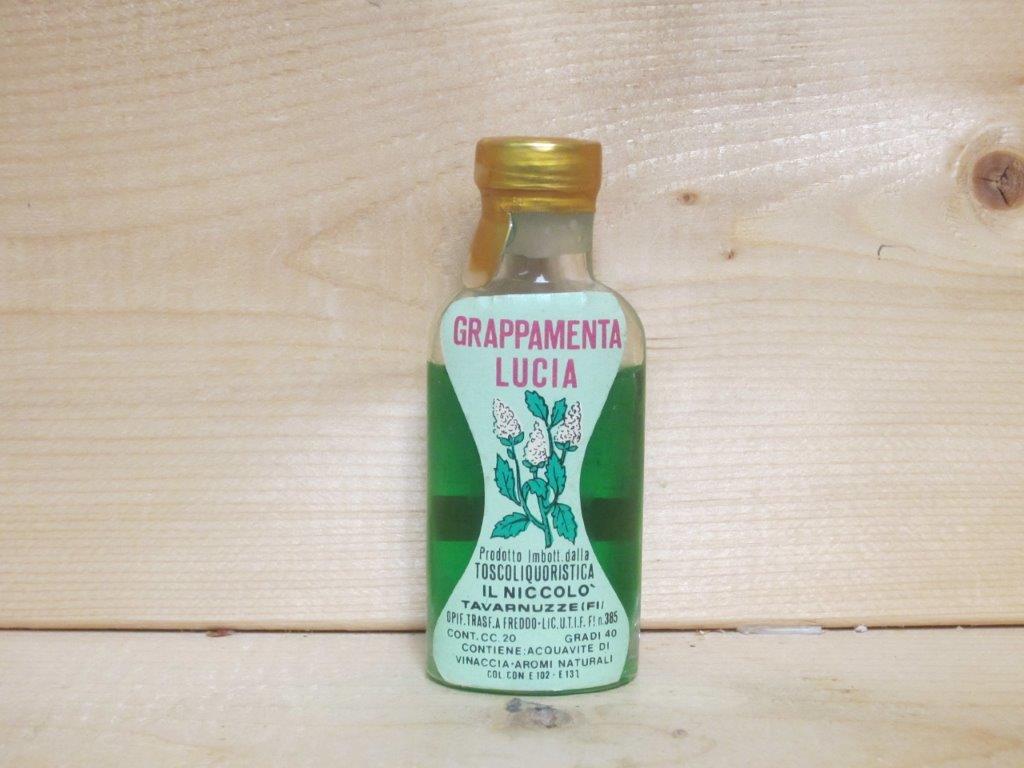 GRAPPAMENTA
LUCIA
Prodotto Imbott. dalla
TOSCOLIQUORISTICA
IL NICCOLO`
TAVARNUZZE (FI)
OPIF. TRASF. A FREDDO - LIC. U.T.I.F. FI n. 385
CONT. CC. 20 GRADI 40
CONTIENE: ACQUAVITE DI
VINACCIA - AROMI NATURALI
COL. CON E 102 - E 131